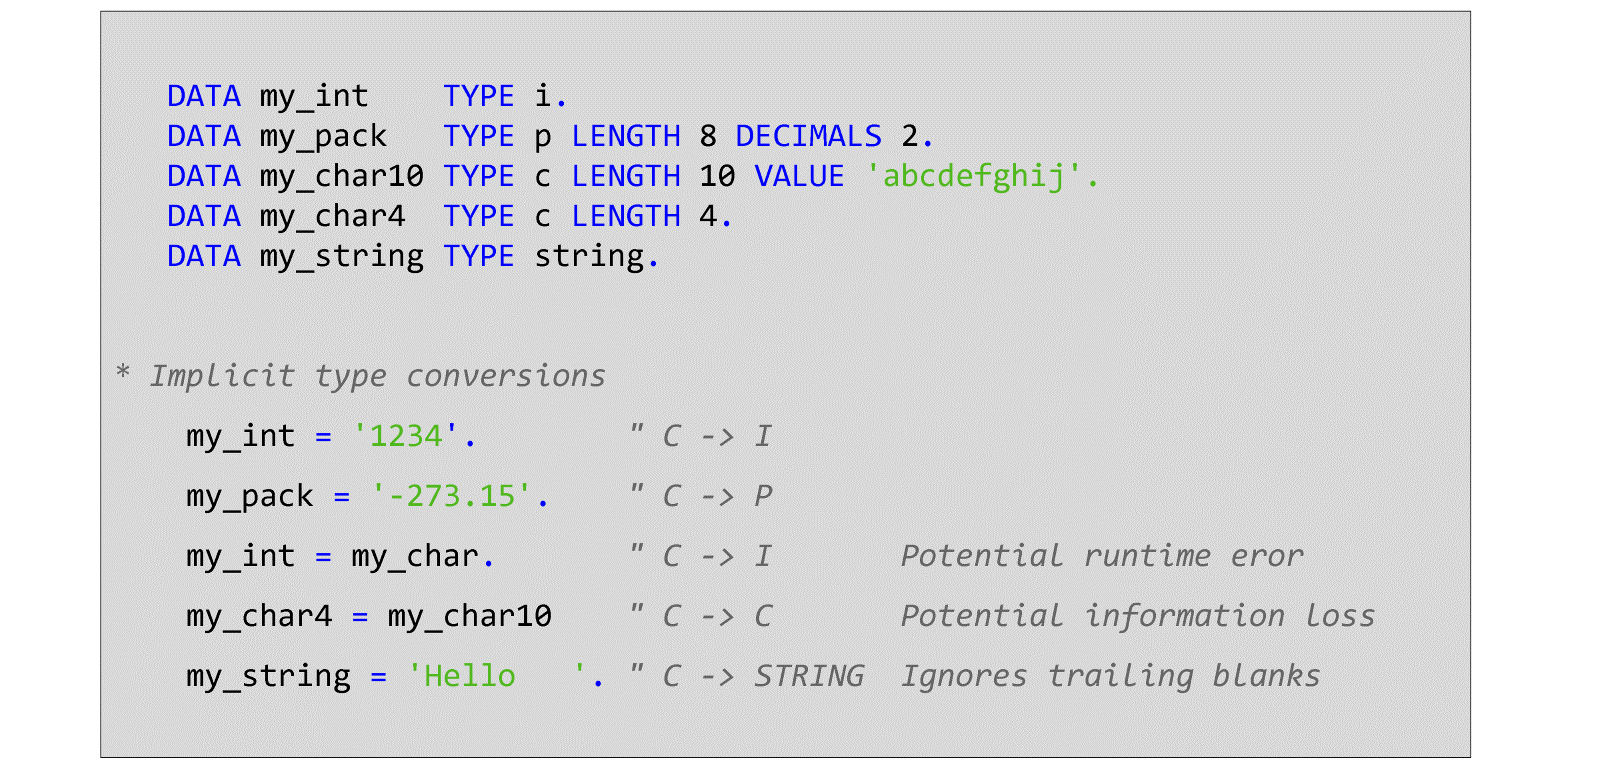 DATA my_int    TYPE i.
DATA my_pack   TYPE p LENGTH 8 DECIMALS 2.
DATA my_char10 TYPE c LENGTH 10 VALUE 'abcdefghij'.
DATA my_char4  TYPE c LENGTH 4.
DATA my_string TYPE string.
* Implicit type conversions
my_int = '1234'.        " C -> I
my_pack = '-273.15'.    " C -> P
my_int = my_char.       " C -> I       Potential runtime eror
my_char4 = my_char10    " C -> C       Potential information loss
my_string = 'Hello   '. " C -> STRING  Ignores trailing blanks